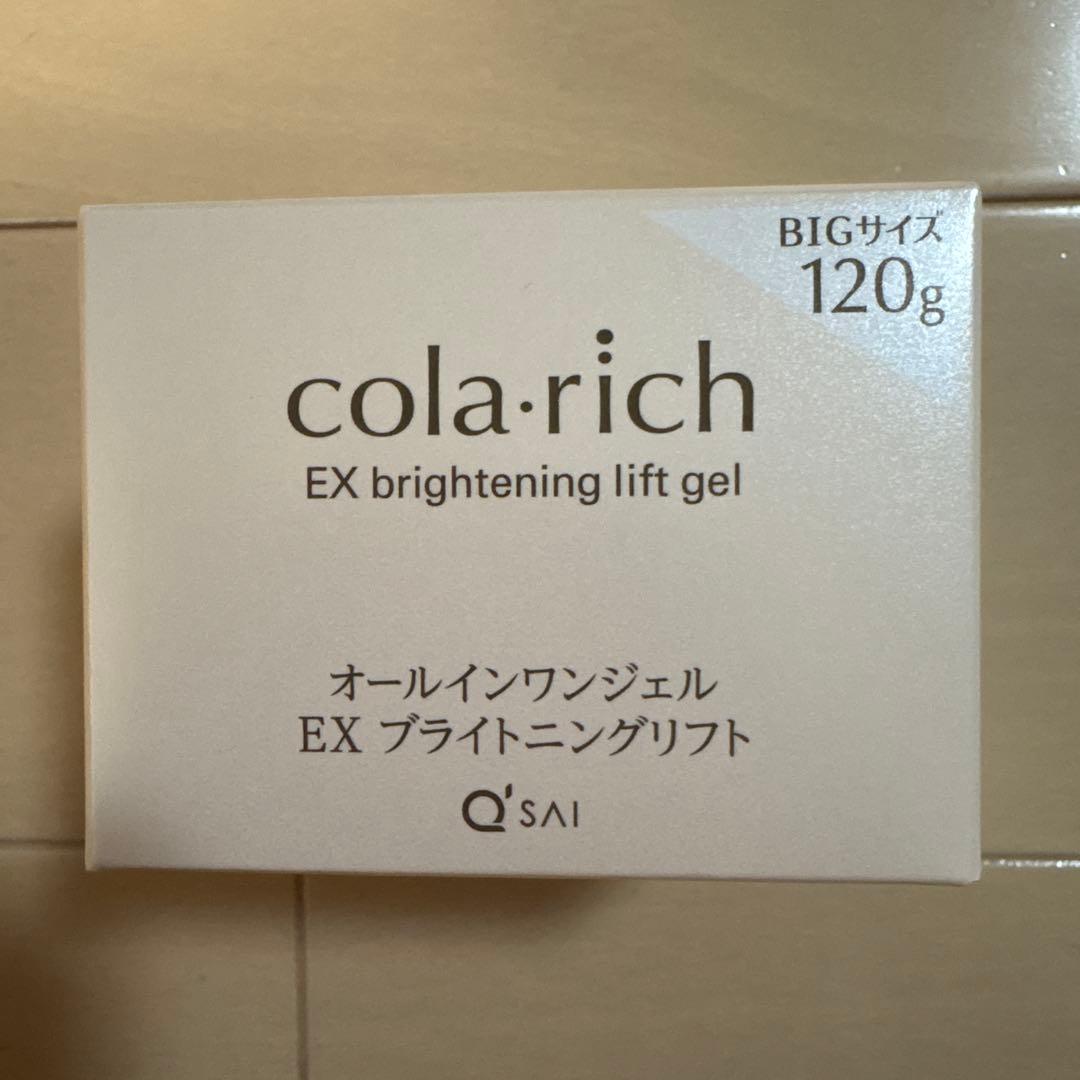 BIGサイズ
120g
cola·rich
EX brightening lift gel
オールインワンジェル
EX ブライトニングリフト
Q'SAI